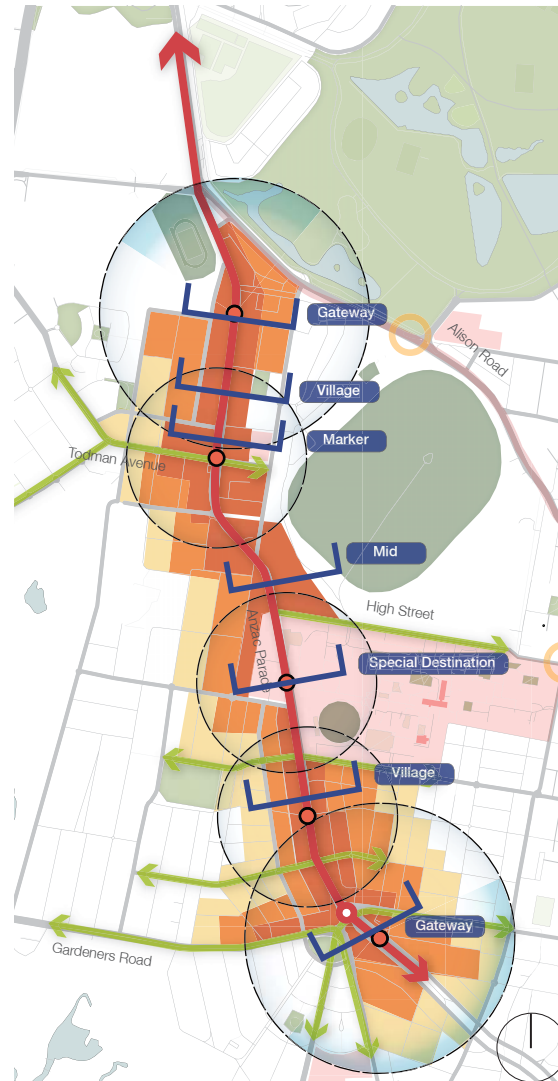 Gateway
Alison Road
Village
Marker
Todman Avenue
Mid
High Street
Anzac Parade
Special Destination
Village
Gateway
Gardeners Road